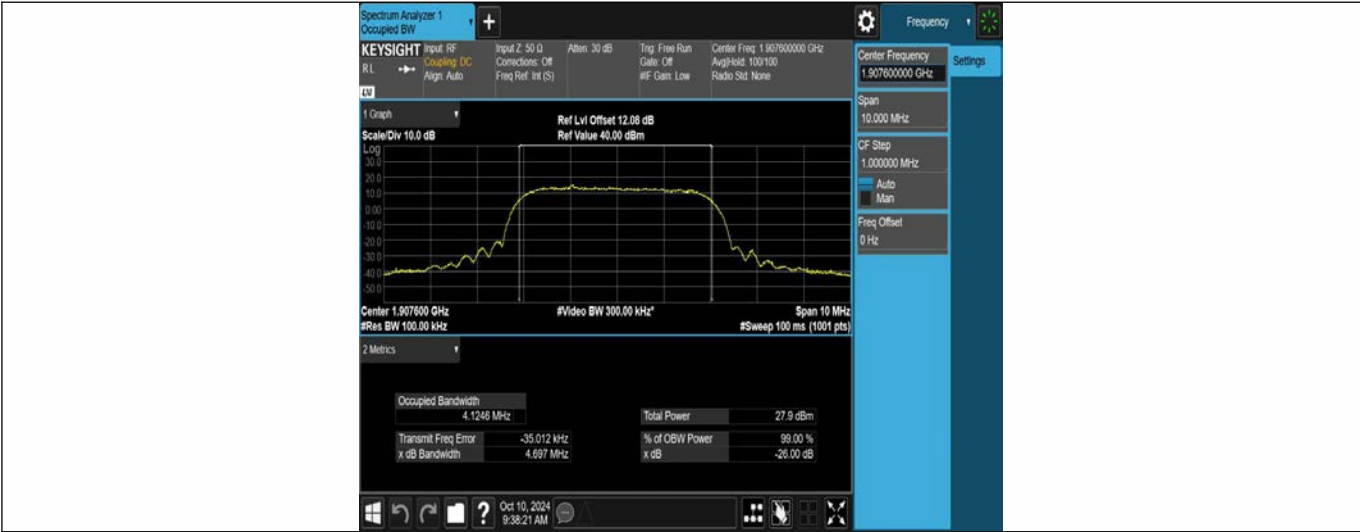 Spectrum Analyzer 1
Occupied BW
+
Frequency
KEYSIGHT
RL
Input: RF
Coupling: DC
Align: Auto
Input Z: 50 Ω
Corrections: Off
Freq Ref: Int (S)
Atten: 30 dB
Trig: Free Run
Gate: Off
#IF Gain: Low
Center Freq: 1.907600000 GHz
Avg|Hold: 100/100
Radio Std: None
Center Frequency
1.907600000 GHz
Settings
Span
10.000 MHz
CF Step
1.000000 MHz
Auto
Man
Freq Offset
0 Hz
1 Graph
Scale/Div 10.0 dB
Ref Lvl Offset 12.08 dB
Ref Value 40.00 dBm
Log
30.0
20.0
10.0
0.00
-10.0
-20.0
-30.0
-40.0
-50.0
Center 1.907600 GHz
#Res BW 100.00 kHz
#Video BW 300.00 kHz*
Span 10 MHz
#Sweep 100 ms (1001 pts)
2 Metrics
Occupied Bandwidth
4.1246 MHz
Total Power 27.9 dBm
Transmit Freq Error -35.012 kHz
% of OBW Power 99.00 %
x dB Bandwidth 4.697 MHz
x dB -26.00 dB
?
Oct 10, 2024
9:38:21 AM